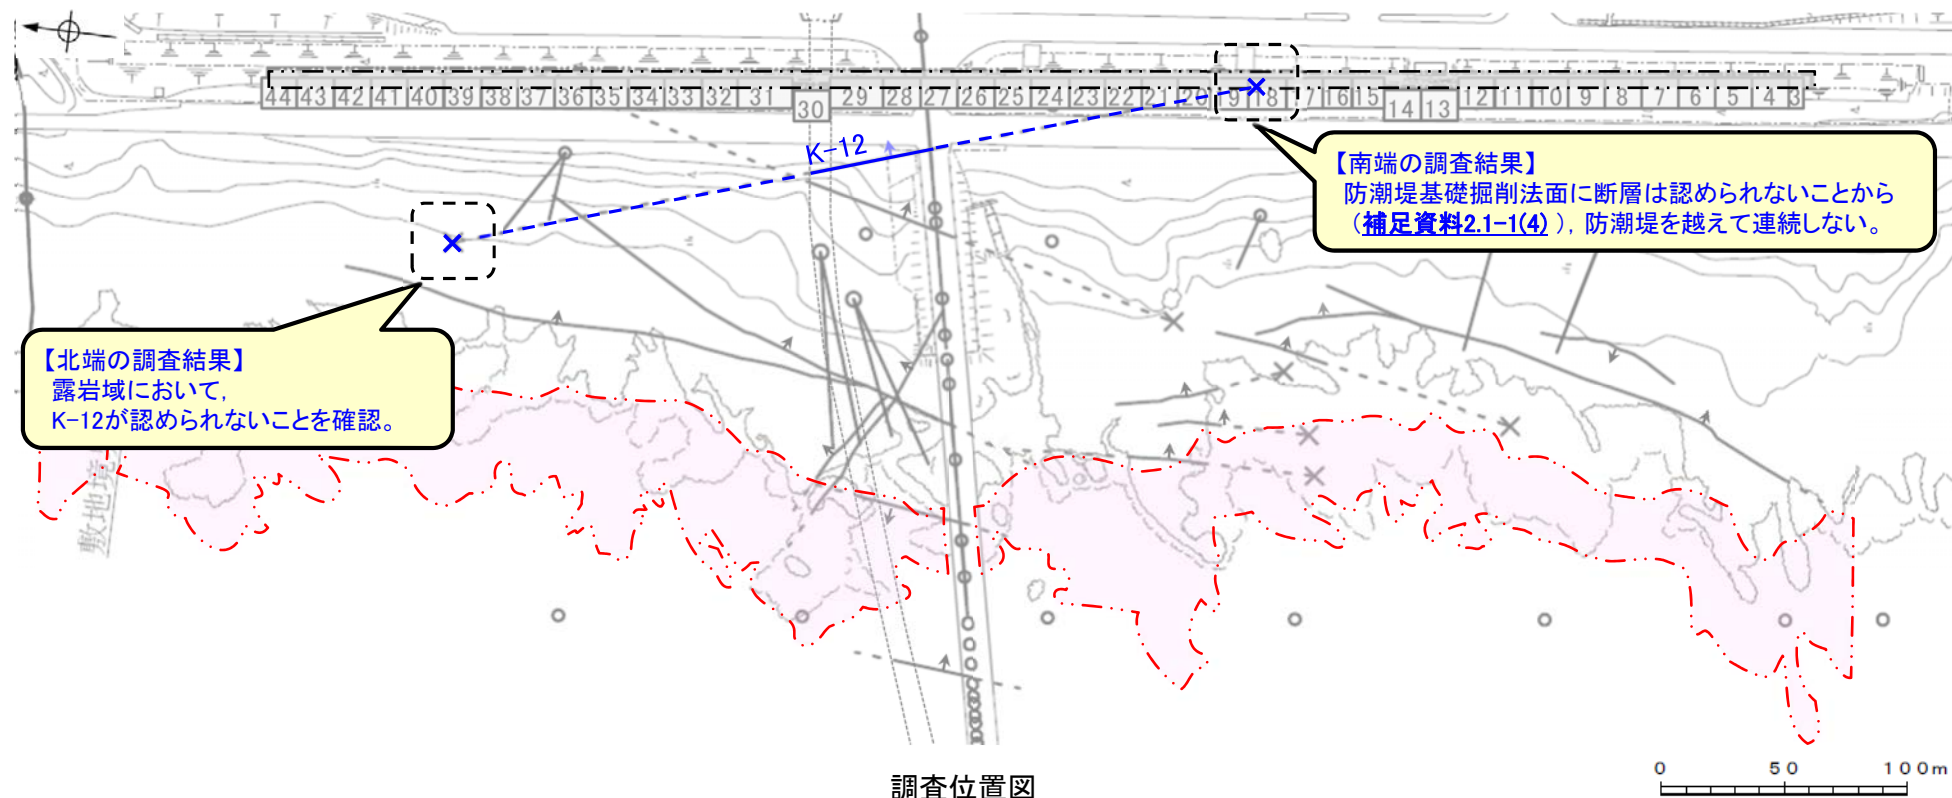 44 43 42 41 40 39 38 37 36 35 34 33 32 31 30 29 28 27 26 25 24 23 22 21 20 19 18 17 16 15 14 13 12 11 10 9 8 7 6 5 4 3
K-12
【南端の調査結果】
防潮堤基礎掘削法面に断層は認められないことから
(補足資料2.1-1(4) ), 防潮堤を越えて連続しない。
【北端の調査結果】
露岩域において,
K-12が認められないことを確認。
敷地境
調査位置図
0 50 100m